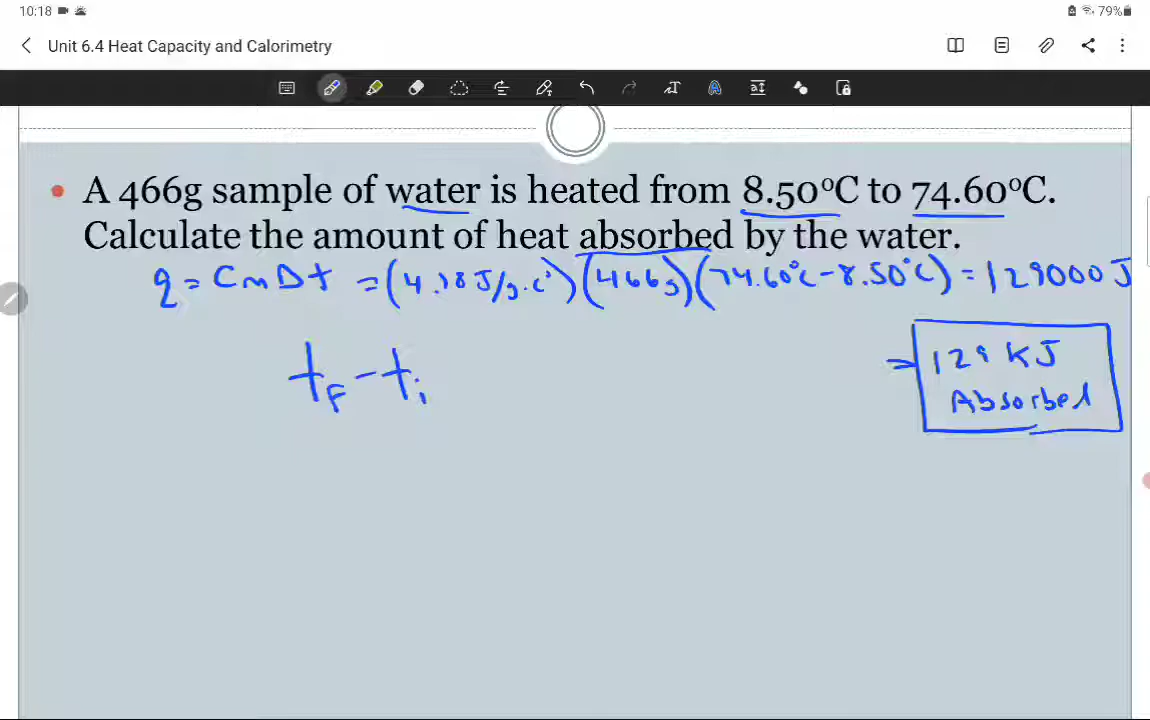 10:18 79%
Unit 6.4 Heat Capacity and Calorimetry
• A 466g sample of water is heated from 8.50°C to 74.60°C.
Calculate the amount of heat absorbed by the water.
q = CmΔt = (4.18J/g.C°)(466g)(74.60°C-8.50°C) = 129000J
tF - ti
= 129 KJ
Absorbed